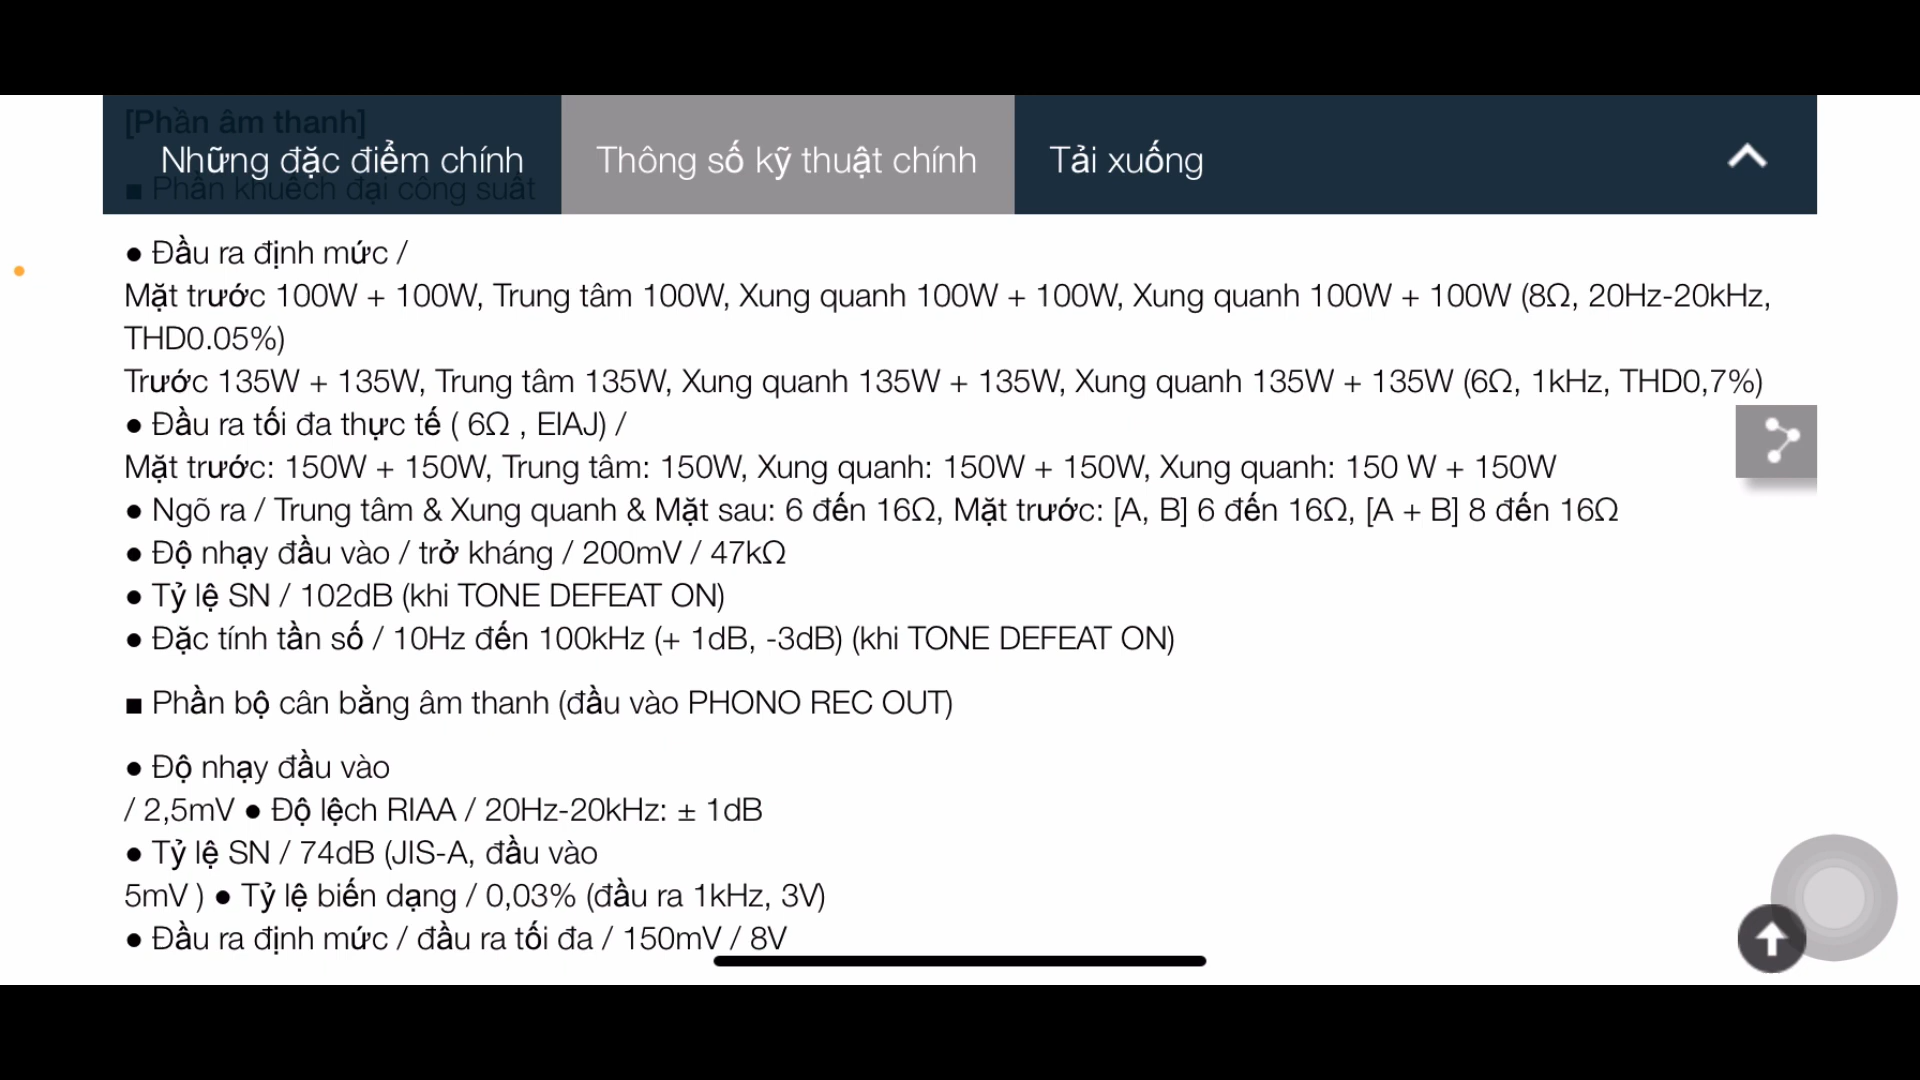 [Phần âm thanh]
Những đặc điểm chính
Thông số kỹ thuật chính
Tải xuống
■ Phần khuếch đại công suất
● Đầu ra định mức /
Mặt trước 100W + 100W, Trung tâm 100W, Xung quanh 100W + 100W, Xung quanh 100W + 100W (8Ω, 20Hz-20kHz,
THD0.05%)
Trước 135W + 135W, Trung tâm 135W, Xung quanh 135W + 135W, Xung quanh 135W + 135W (6Ω, 1kHz, THD0,7%)
● Đầu ra tối đa thực tế ( 6Ω , EIAJ) /
Mặt trước: 150W + 150W, Trung tâm: 150W, Xung quanh: 150W + 150W, Xung quanh: 150 W + 150W
● Ngõ ra / Trung tâm & Xung quanh & Mặt sau: 6 đến 16Ω, Mặt trước: [A, B] 6 đến 16Ω, [A + B] 8 đến 16Ω
● Độ nhạy đầu vào / trở kháng / 200mV / 47kΩ
● Tỷ lệ SN / 102dB (khi TONE DEFEAT ON)
● Đặc tính tần số / 10Hz đến 100kHz (+ 1dB, -3dB) (khi TONE DEFEAT ON)
■ Phần bộ cân bằng âm thanh (đầu vào PHONO REC OUT)
● Độ nhạy đầu vào
/ 2,5mV ● Độ lệch RIAA / 20Hz-20kHz: ± 1dB
● Tỷ lệ SN / 74dB (JIS-A, đầu vào
5mV ) ● Tỷ lệ biến dạng / 0,03% (đầu ra 1kHz, 3V)
● Đầu ra định mức / đầu ra tối đa / 150mV / 8V